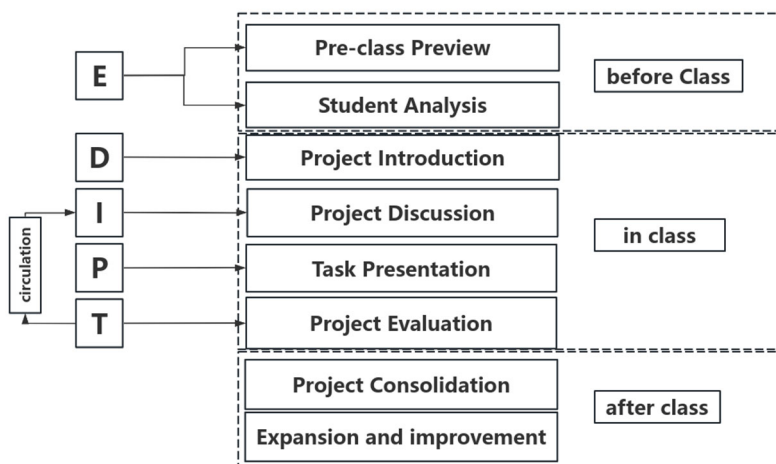 E
Pre-class Preview
Student Analysis
before Class
D
Project Introduction
I
Project Discussion
in class
circulation
P
Task Presentation
T
Project Evaluation
Project Consolidation
after class
Expansion and improvement